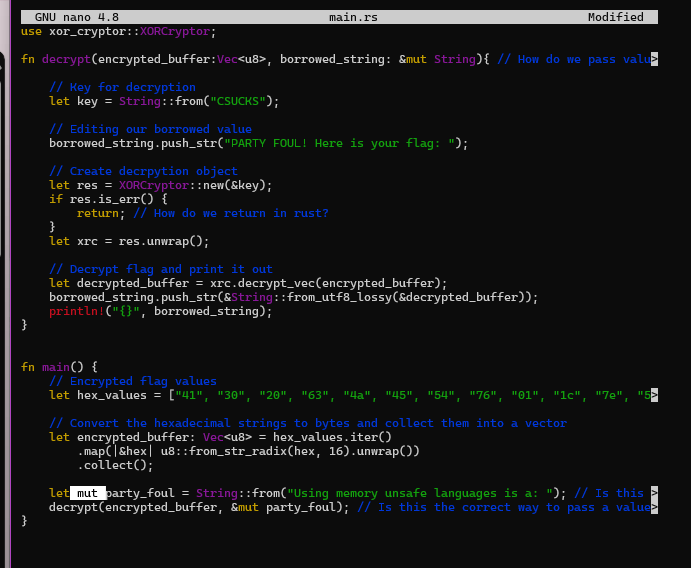 GNU nano 4.8 main.rs Modified
use xor_cryptor::XORCryptor;
fn decrypt(encrypted_buffer:Vec<u8>, borrowed_string: &mut String){ // How do we pass valu>
// Key for decryption
let key = String::from("CSUCKS");
// Editing our borrowed value
borrowed_string.push_str("PARTY FOUL! Here is your flag: ");
// Create decrpytion object
let res = XORCryptor::new(&key);
if res.is_err() {
return; // How do we return in rust?
}
let xrc = res.unwrap();
// Decrypt flag and print it out
let decrypted_buffer = xrc.decrypt_vec(encrypted_buffer);
borrowed_string.push_str(&String::from_utf8_lossy(&decrypted_buffer));
println!("{}", borrowed_string);
}
fn main() {
// Encrypted flag values
let hex_values = ["41", "30", "20", "63", "4a", "45", "54", "76", "01", "1c", "7e", "5>
// Convert the hexadecimal strings to bytes and collect them into a vector
let encrypted_buffer: Vec<u8> = hex_values.iter()
.map(|&hex| u8::from_str_radix(hex, 16).unwrap())
.collect();
let mut party_foul = String::from("Using memory unsafe languages is a: "); // Is this >
decrypt(encrypted_buffer, &mut party_foul); // Is this the correct way to pass a value>
}